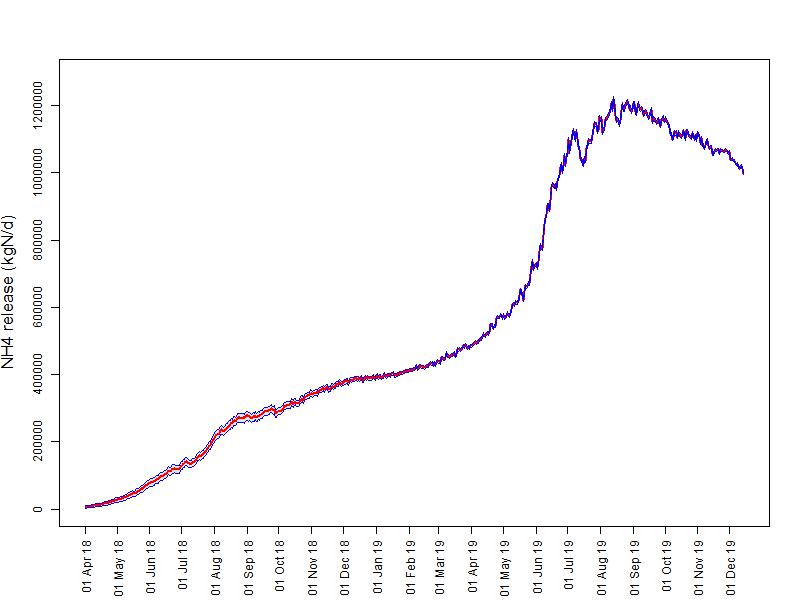 NH4 release (kgN/d)
1200000
1000000
800000
600000
400000
200000
0
01 Apr 18
01 May 18
01 Jun 18
01 Jul 18
01 Aug 18
01 Sep 18
01 Oct 18
01 Nov 18
01 Dec 18
01 Jan 19
01 Feb 19
01 Mar 19
01 Apr 19
01 May 19
01 Jun 19
01 Jul 19
01 Aug 19
01 Sep 19
01 Oct 19
01 Nov 19
01 Dec 19